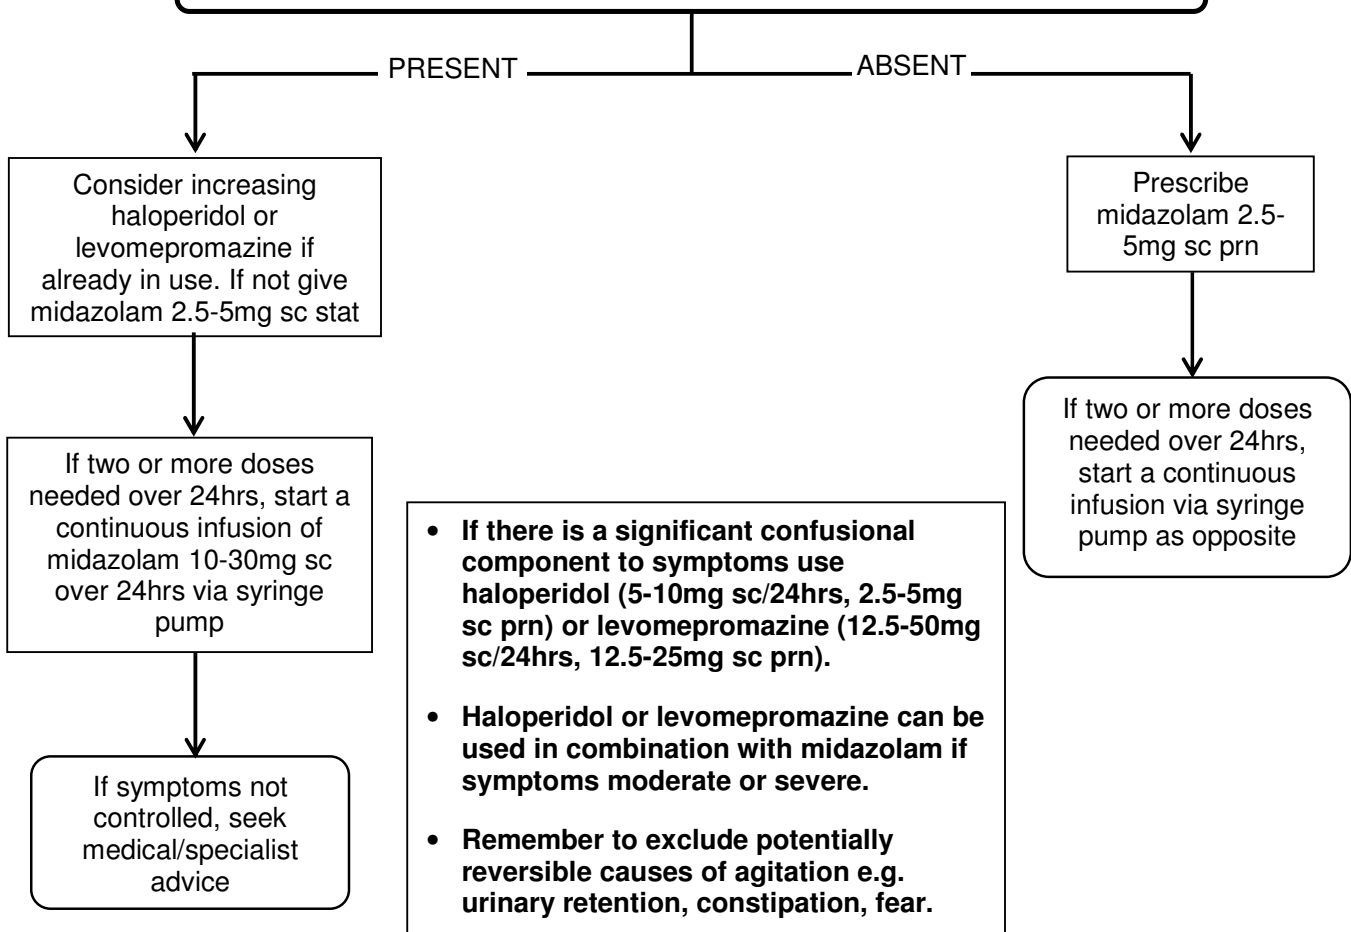 PRESENT
ABSENT
Consider increasing
haloperidol or
levomepromazine if
already in use. If not give
midazolam 2.5-5mg sc stat
Prescribe
midazolam 2.5-
5mg sc prn
If two or more doses
needed over 24hrs, start a
continuous infusion of
midazolam 10-30mg sc
over 24hrs via syringe
pump
If two or more doses
needed over 24hrs,
start a continuous
infusion via syringe
pump as opposite
If symptoms not
controlled, seek
medical/specialist
advice
• If there is a significant confusional
component to symptoms use
haloperidol (5-10mg sc/24hrs, 2.5-5mg
sc prn) or levomepromazine (12.5-50mg
sc/24hrs, 12.5-25mg sc prn).
• Haloperidol or levomepromazine can be
used in combination with midazolam if
symptoms moderate or severe.
• Remember to exclude potentially
reversible causes of agitation e.g.
urinary retention, constipation, fear.